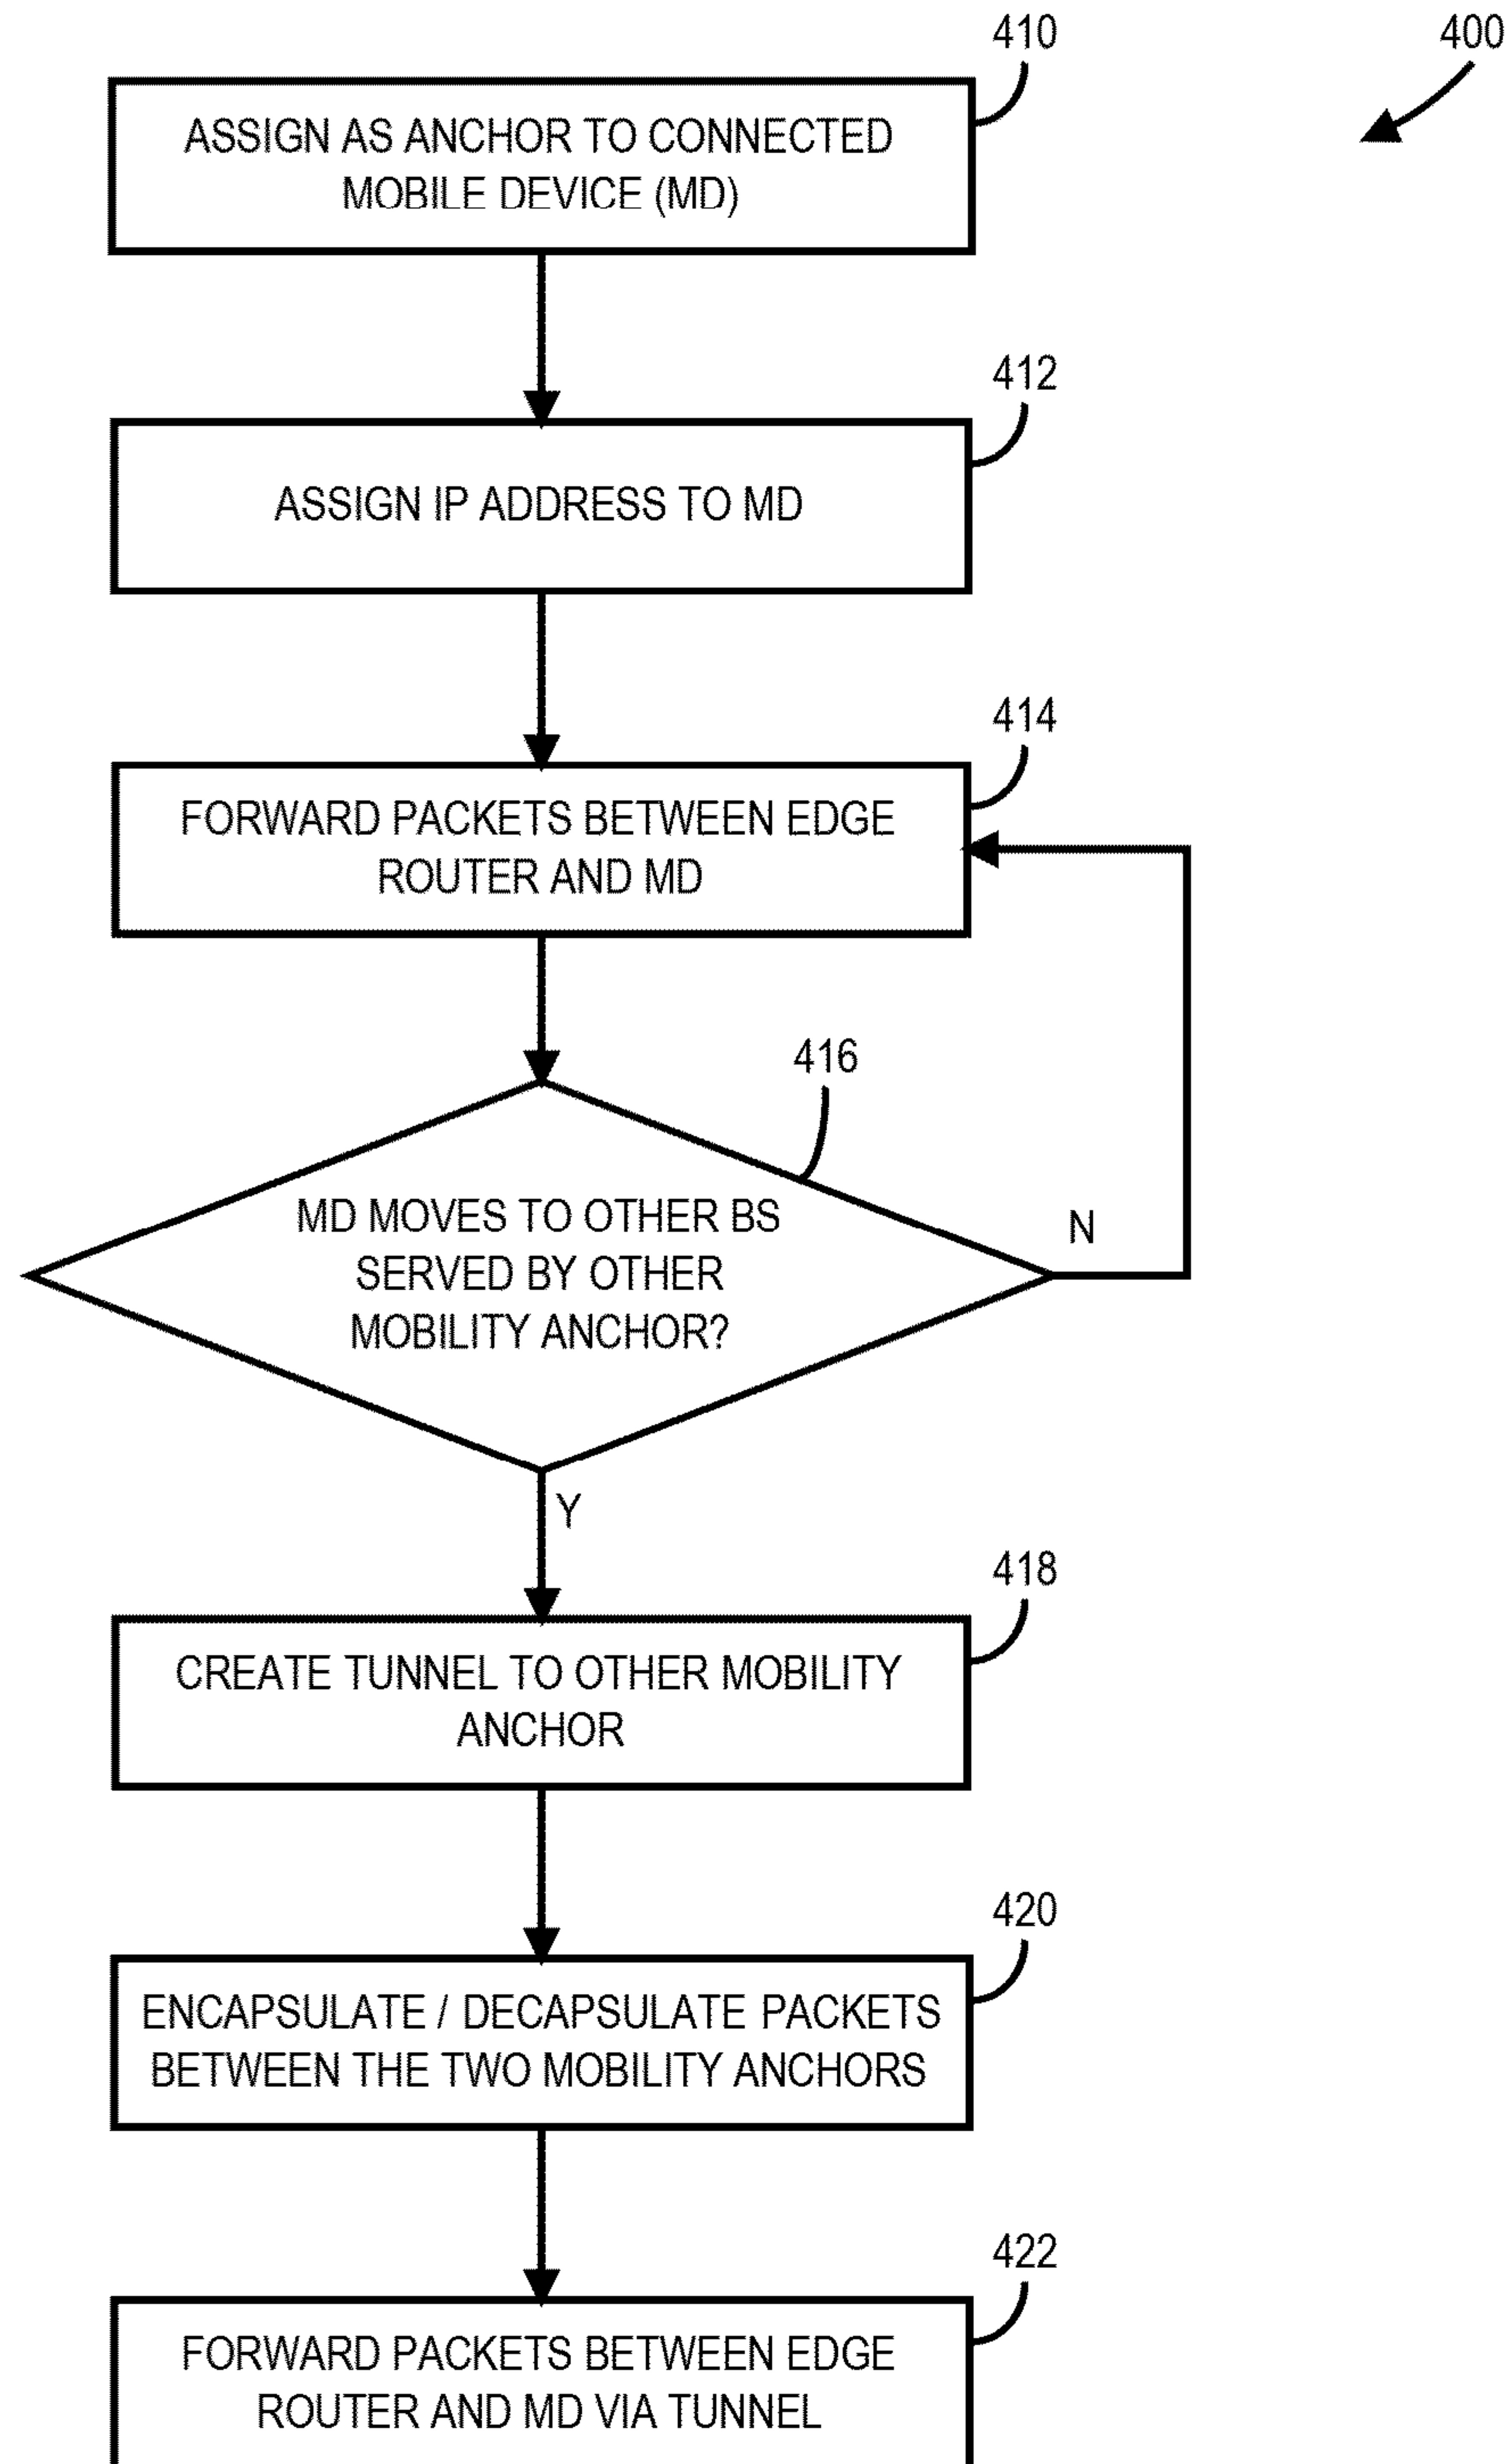 410
400
ASSIGN AS ANCHOR TO CONNECTED
MOBILE DEVICE (MD)
412
ASSIGN IP ADDRESS TO MD
414
FORWARD PACKETS BETWEEN EDGE
ROUTER AND MD
416
MD MOVES TO OTHER BS
SERVED BY OTHER
MOBILITY ANCHOR?
N
Y
418
CREATE TUNNEL TO OTHER MOBILITY
ANCHOR
420
ENCAPSULATE / DECAPSULATE PACKETS
BETWEEN THE TWO MOBILITY ANCHORS
422
FORWARD PACKETS BETWEEN EDGE
ROUTER AND MD VIA TUNNEL